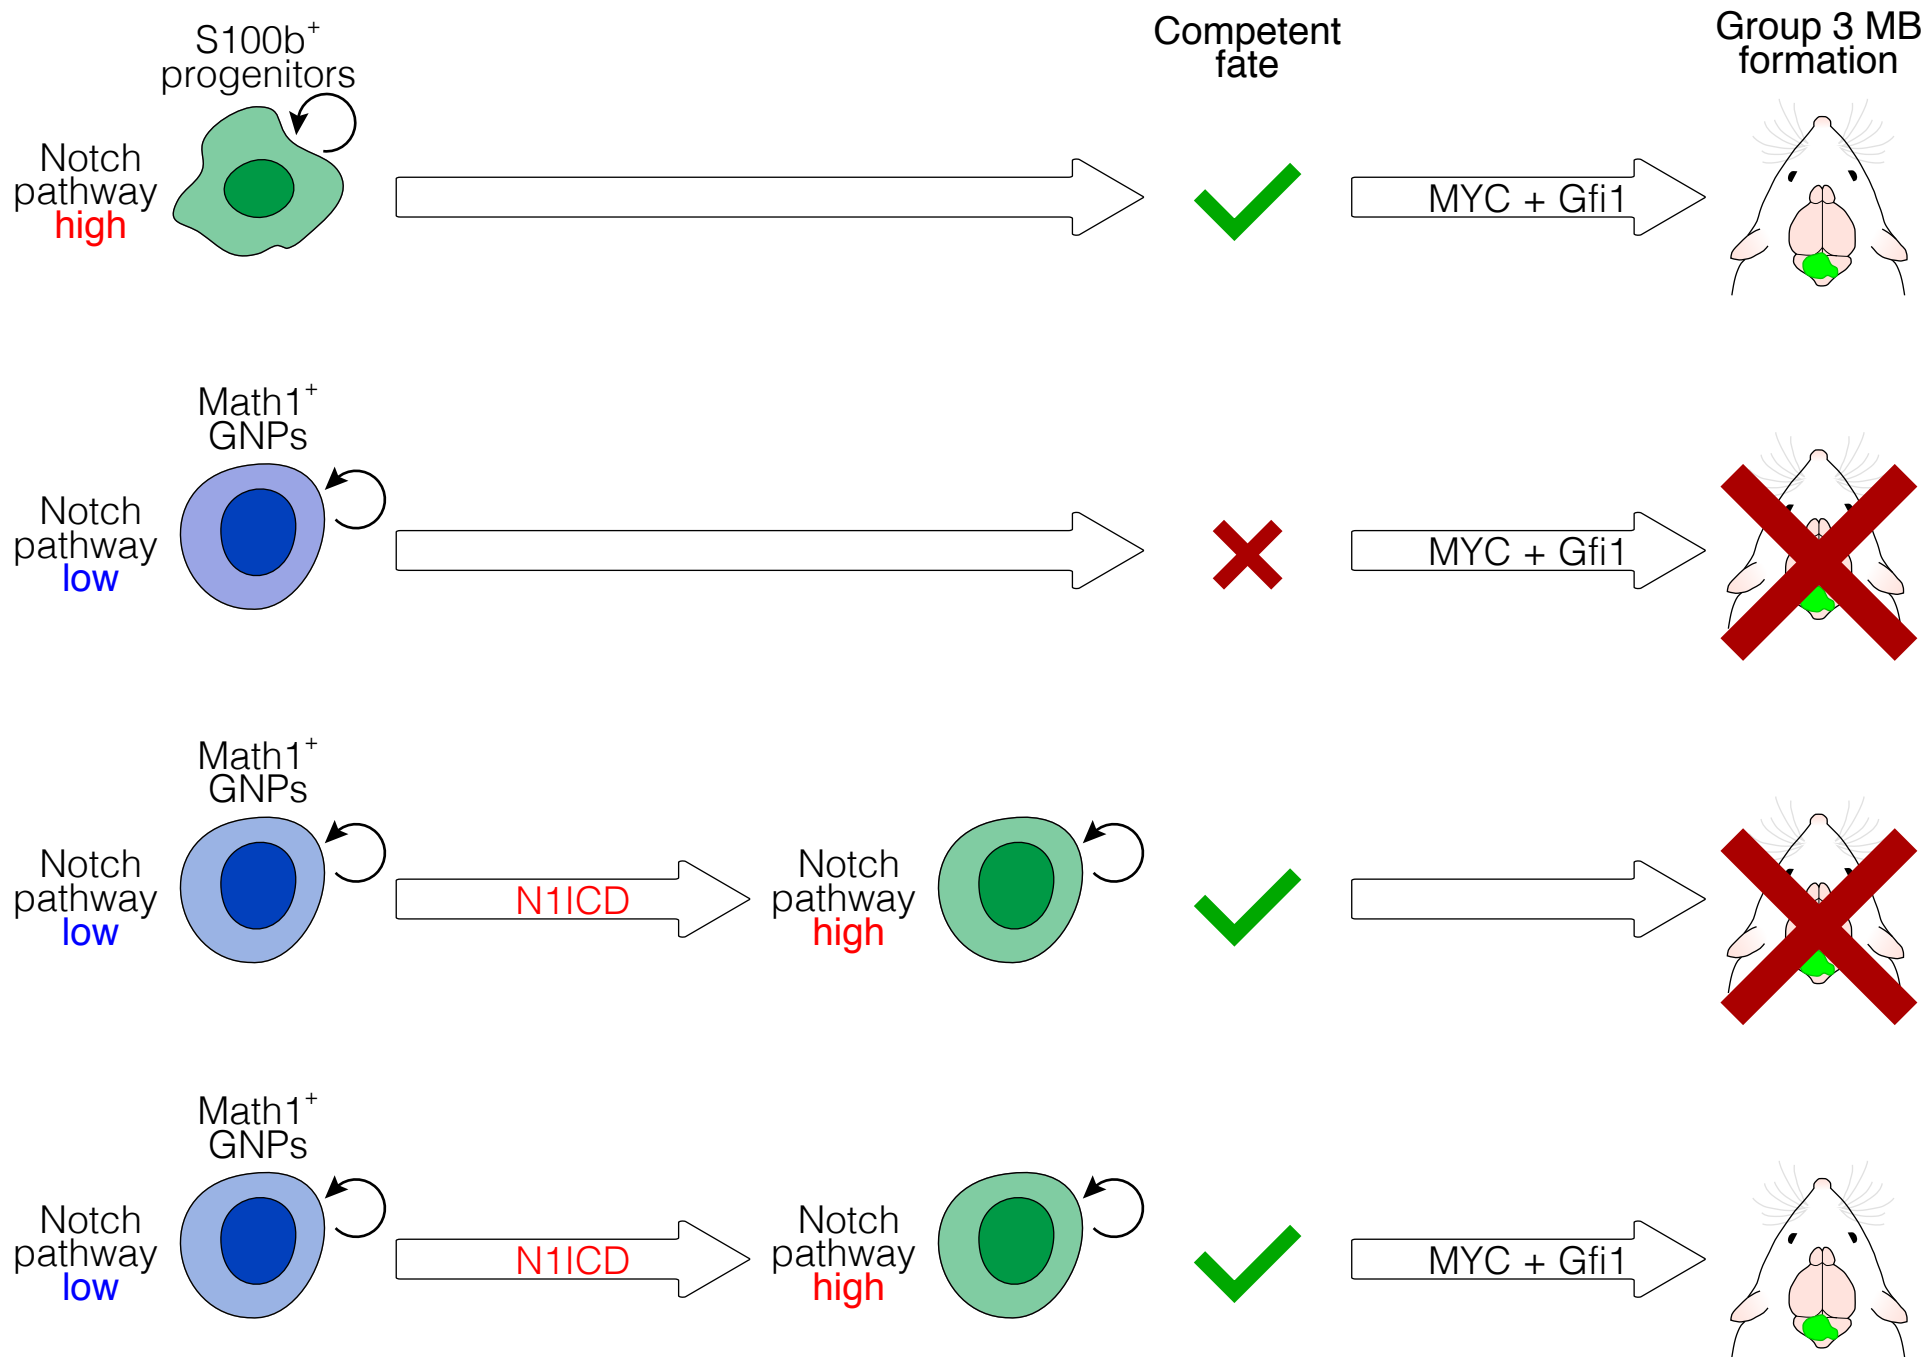 S100b⁺
progenitors
Competent
fate
Group 3 MB
formation
Notch
pathway
high
MYC + Gfi1
Math1⁺
GNPs
Notch
pathway
low
MYC + Gfi1
Math1⁺
GNPs
Notch
pathway
low
N1ICD
Notch
pathway
high
Math1⁺
GNPs
Notch
pathway
low
N1ICD
Notch
pathway
high
MYC + Gfi1